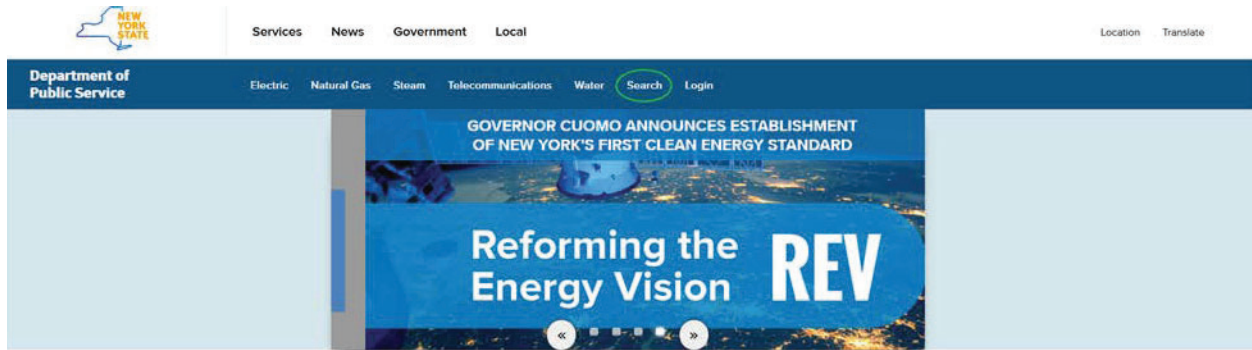 NEW
YORK
STATE
Services News Government Local
Location Translate
Department of
Public Service
Electric Natural Gas Steam Telecommunications Water Search Login
GOVERNOR CUOMO ANNOUNCES ESTABLISHMENT
OF NEW YORK'S FIRST CLEAN ENERGY STANDARD
Reforming the
Energy Vision
REV
« »